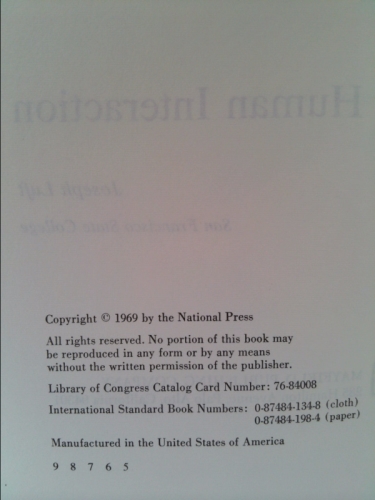 Human Interaction
Joseph Luft
San Francisco State College
Copyright © 1969 by the National Press
All rights reserved. No portion of this book may
be reproduced in any form or by any means
without the written permission of the publisher.
Library of Congress Catalog Card Number: 76-84008
International Standard Book Numbers: 0-87484-134-8 (cloth)
0-87484-198-4 (paper)
Manufactured in the United States of America
9 8 7 6 5